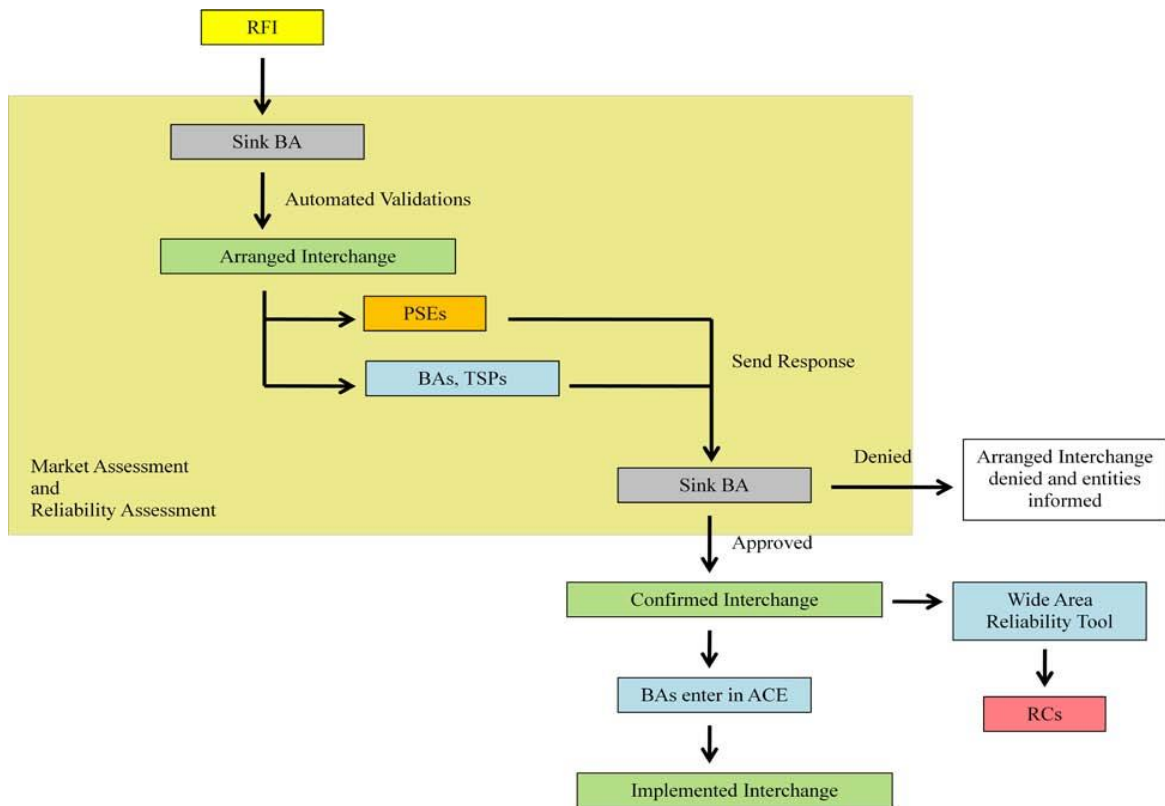 RFI
Sink BA
Automated Validations
Arranged Interchange
PSEs
BAs, TSPs
Send Response
Market Assessment
and
Reliability Assessment
Sink BA
Denied
Arranged Interchange
denied and entities
informed
Approved
Confirmed Interchange
Wide Area
Reliability Tool
BAs enter in ACE
RCs
Implemented Interchange